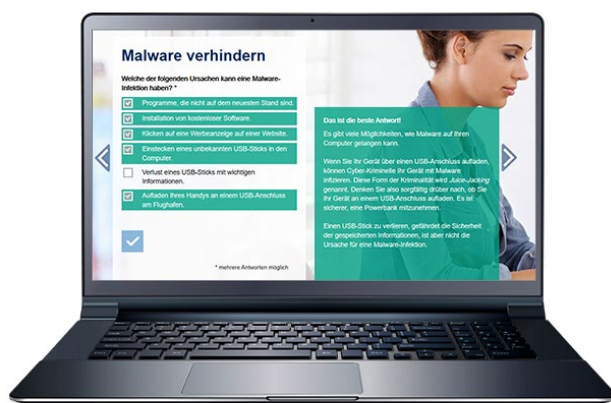 Malware verhindern
Welche der folgenden Ursachen kann eine Malware-
Infektion haben? *
Programme, die nicht auf dem neuesten Stand sind.
Installation von kostenloser Software.
Klicken auf eine Werbeanzeige auf einer Website.
Einstecken eines unbekannten USB-Sticks in den
Computer.
Verlust eines USB-Sticks mit wichtigen
Informationen.
Aufladen Ihres Handys an einem USB-Anschluss
am Flughafen.
* mehrere Antworten möglich
Das ist die beste Antwort!
Es gibt viele Möglichkeiten, wie Malware auf Ihren
Computer gelangen kann.
Wenn Sie Ihr Gerät über einen USB-Anschluss aufladen,
können Cyber-Kriminelle Ihr Gerät mit Malware
infizieren. Diese Form der Kriminalität wird Juice-Jacking
genannt. Denken Sie also sorgfältig drüber nach, ob Sie
Ihr Gerät an einem USB-Anschluss aufladen. Es ist
sicherer, eine Powerbank mitzunehmen.
Einen USB-Stick zu verlieren, gefährdet die Sicherheit
der gespeicherten Informationen, ist aber nicht die
Ursache für eine Malware-Infektion.